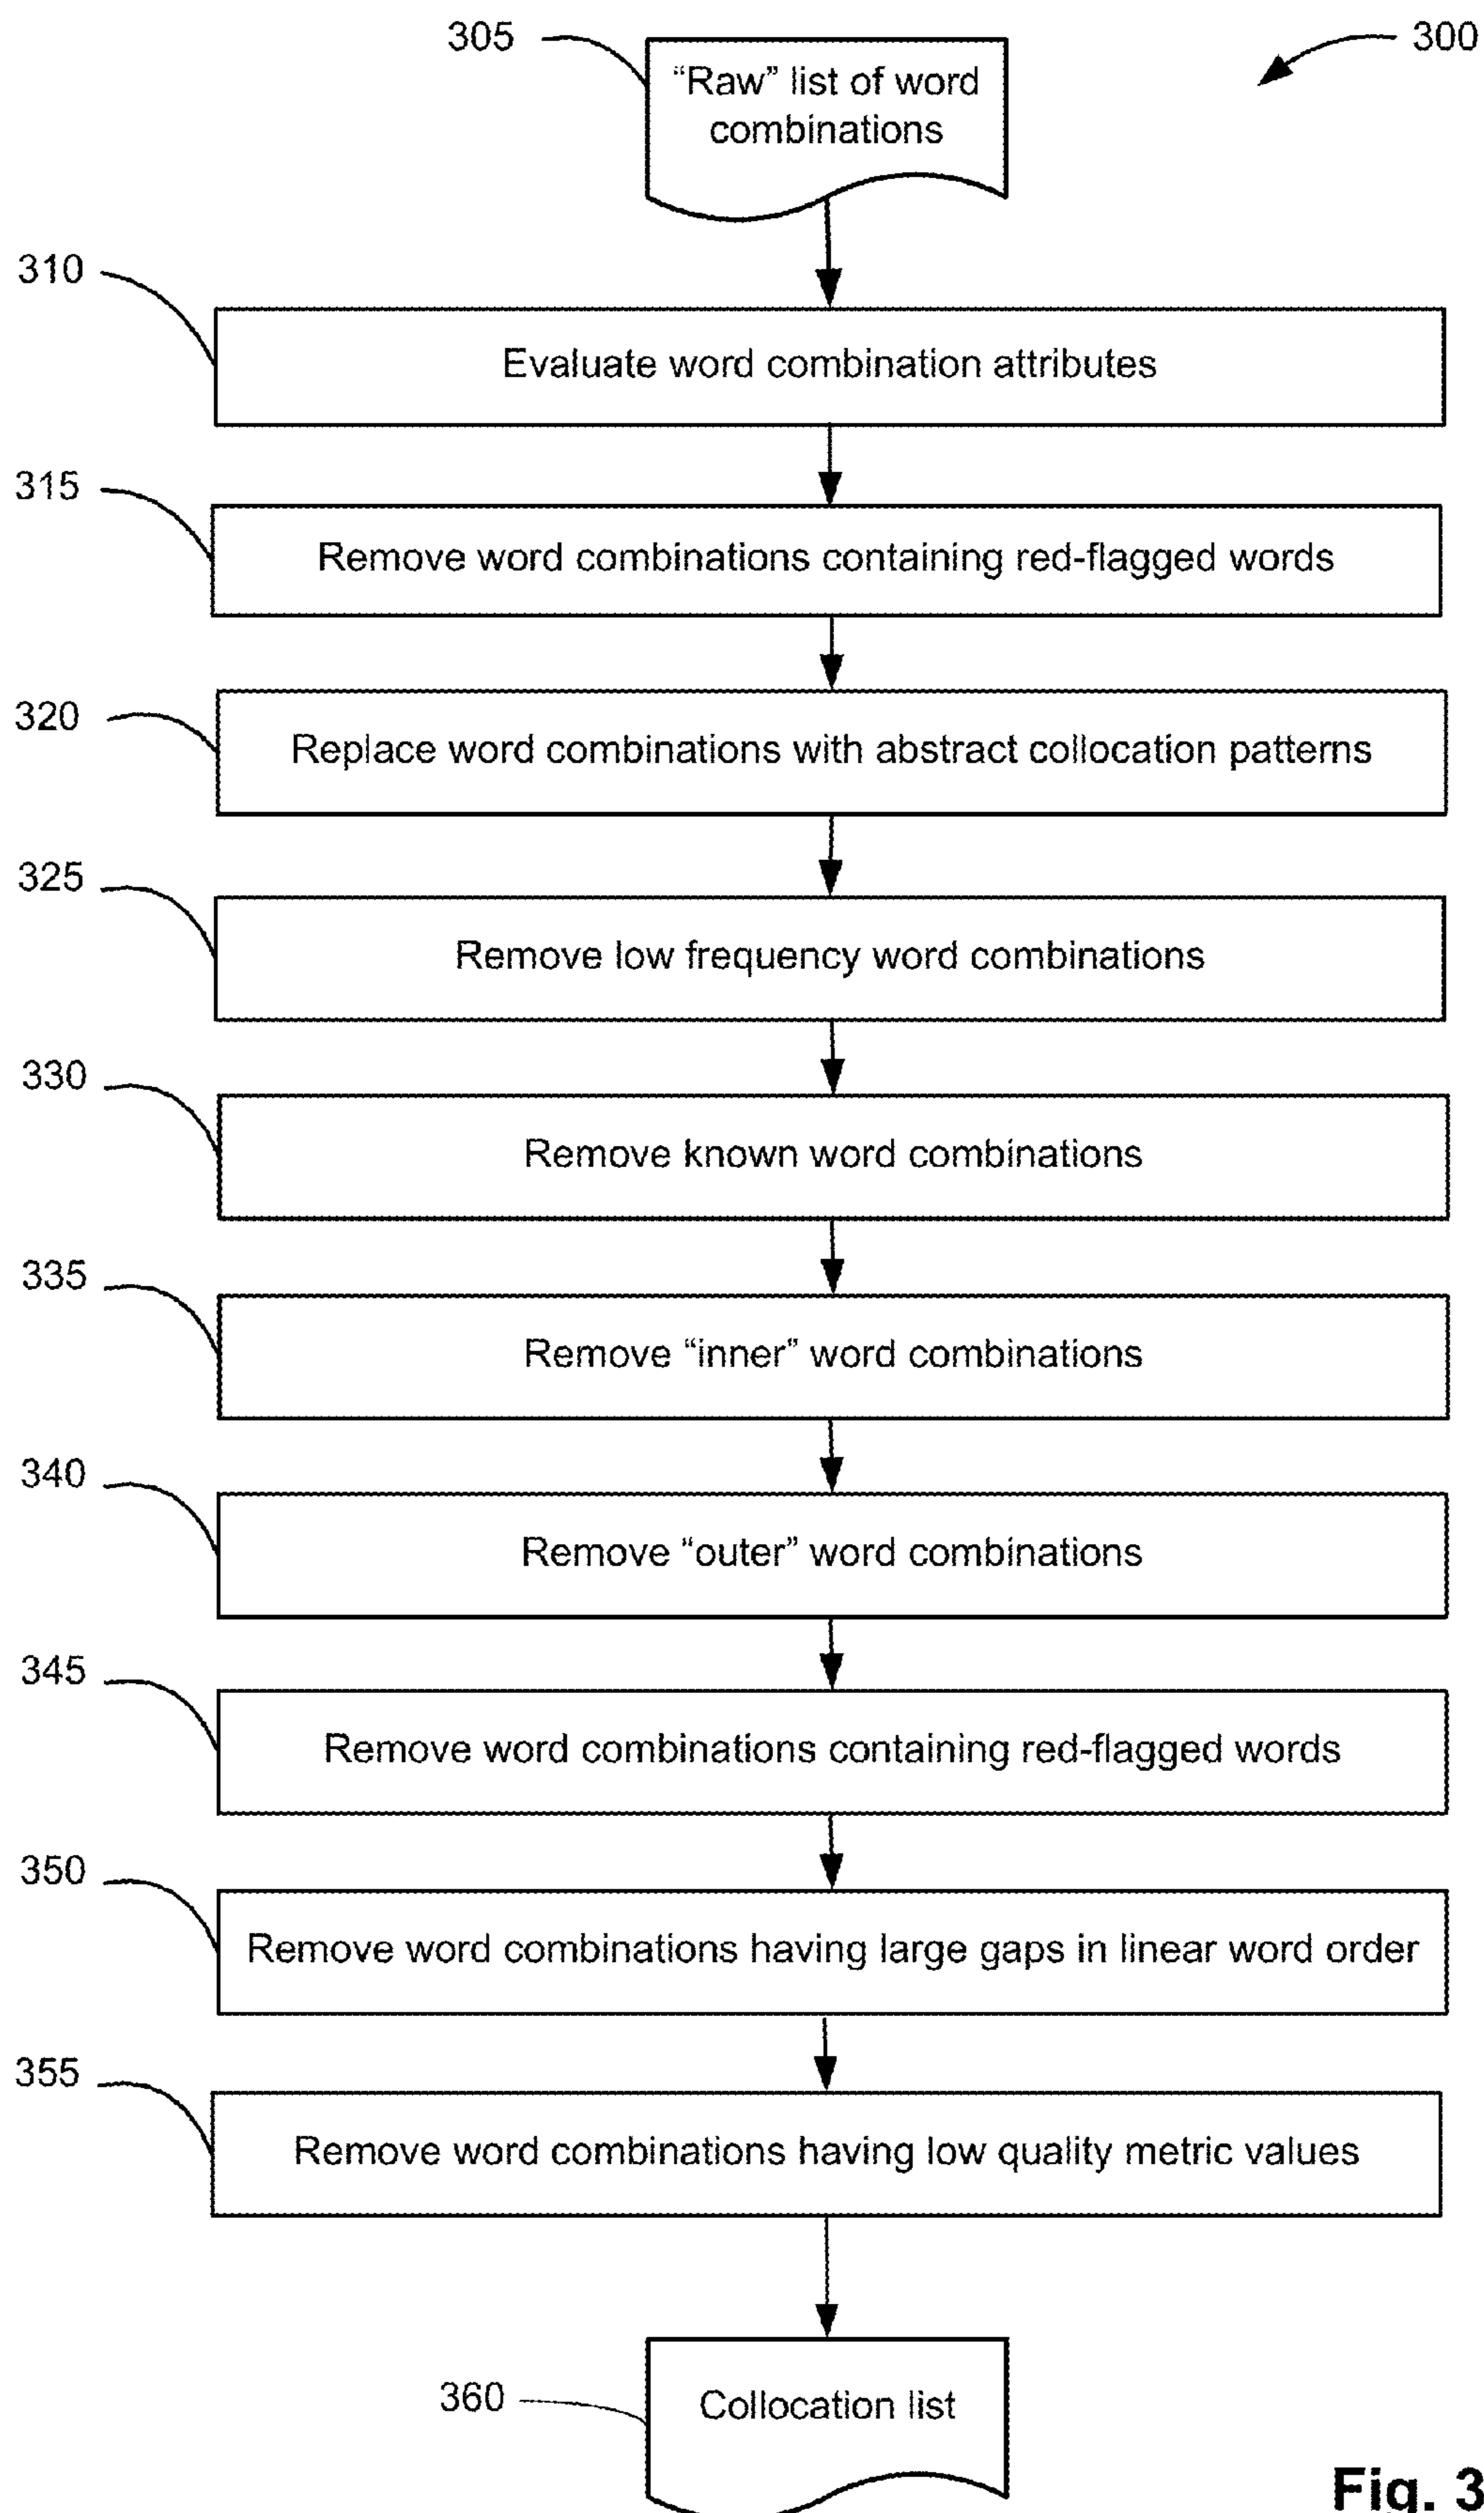 305
300
“Raw” list of word
combinations
310
Evaluate word combination attributes
315
Remove word combinations containing red-flagged words
320
Replace word combinations with abstract collocation patterns
325
Remove low frequency word combinations
330
Remove known word combinations
335
Remove “inner” word combinations
340
Remove “outer” word combinations
345
Remove word combinations containing red-flagged words
350
Remove word combinations having large gaps in linear word order
355
Remove word combinations having low quality metric values
360
Collocation list
Fig. 3